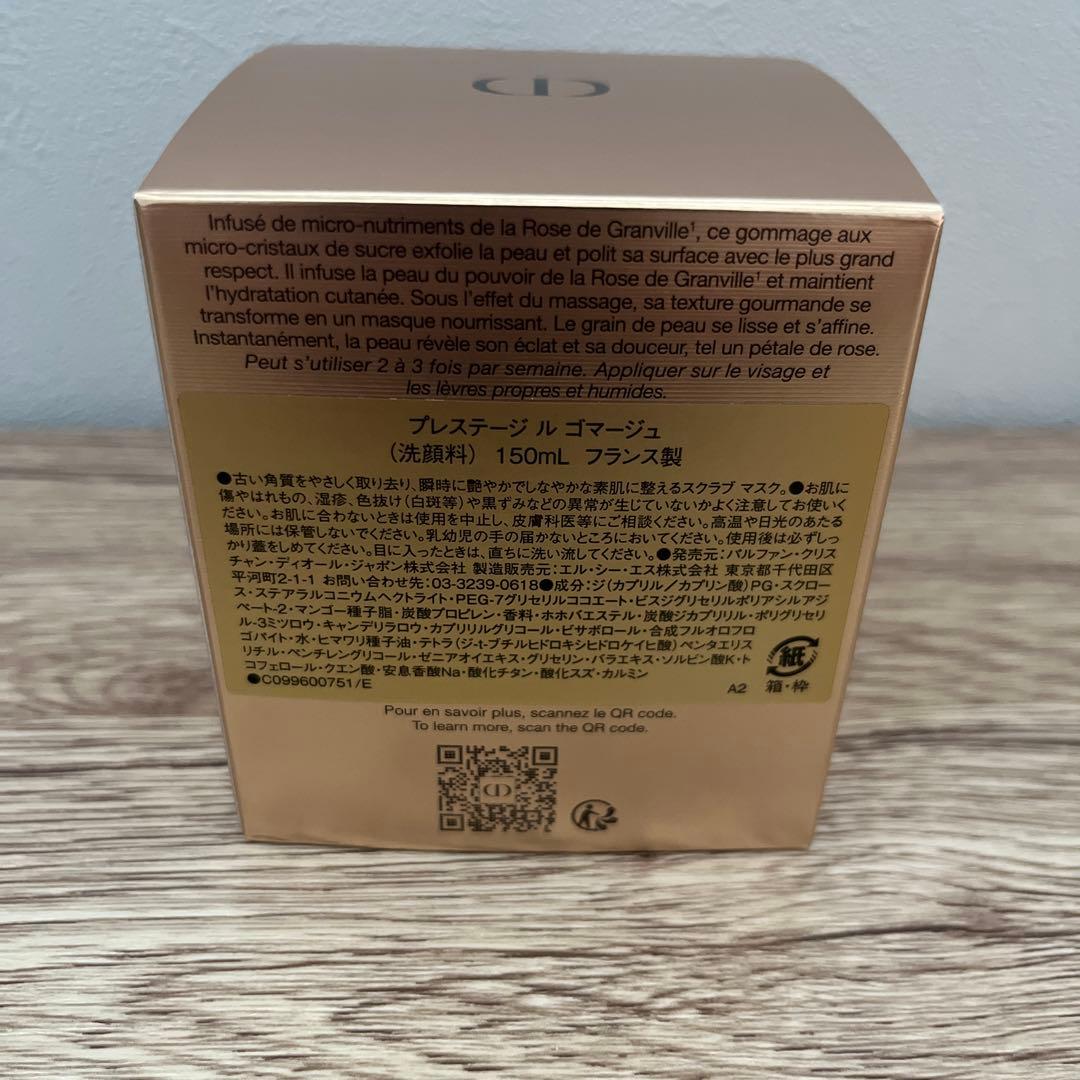 CD
Infusé de micro-nutriments de la Rose de Granville¹, ce gommage aux
micro-cristaux de sucre exfolie la peau et polit sa surface avec le plus grand
respect. Il infuse la peau du pouvoir de la Rose de Granville¹ et maintient
l'hydratation cutanée. Sous l'effet du massage, sa texture gourmande se
transforme en un masque nourrissant. Le grain de peau se lisse et s'affine.
Instantanément, la peau révèle son éclat et sa douceur, tel un pétale de rose.
Peut s'utiliser 2 à 3 fois par semaine. Appliquer sur le visage et
les lèvres propres et humides.
プレステージ ル ゴマージュ
（洗顔料） 150mL フランス製
●古い角質をやさしく取り去り、瞬時に艶やかでしなやかな素肌に整えるスクラブ マスク。●お肌に
傷やはれもの、湿疹、色抜け（白斑等）や黒ずみなどの異常が生じていないかよく注意してお使いく
ださい。お肌に合わないときは使用を中止し、皮膚科医等にご相談ください。高温や日光のあたる
場所には保管しないでください。乳幼児の手の届かないところにおいてください。使用後は必ずしっ
かり蓋をしめてください。目に入ったときは、直ちに洗い流してください。●発売元：パルファン・クリス
チャン・ディオール・ジャポン株式会社 製造販売元：エル・シー・エス株式会社 東京都千代田区
平河町2-1-1 お問い合わせ先：03-3239-0618●成分：ジ（カプリル/カプリン酸）PG・スクロー
ス・ステアラルコニウムヘクトライト・PEG-7グリセリルココエート・ビスジグリセリルポリアシルアジ
ペート-2・マンゴー種子脂・炭酸プロピレン・香料・ホホバエステル・炭酸ジカプリリル・ポリグリセリ
ル-3ミツロウ・キャンデリラロウ・カプリリルグリコール・ビサボロール・合成フルオロフロ
ゴパイト・水・ヒマワリ種子油・テトラ（ジ-t-ブチルヒドロキシヒドロケイヒ酸）ペンタエリス
リチル・ペンチレングリコール・ゼニアオイエキス・グリセリン・バラエキス・ソルビン酸K・ト
コフェロール・クエン酸・安息香酸Na・酸化チタン・酸化スズ・カルミン
●C099600751/E
A2
紙
箱・枠
Pour en savoir plus, scannez le QR code.
To learn more, scan the QR code.
CD